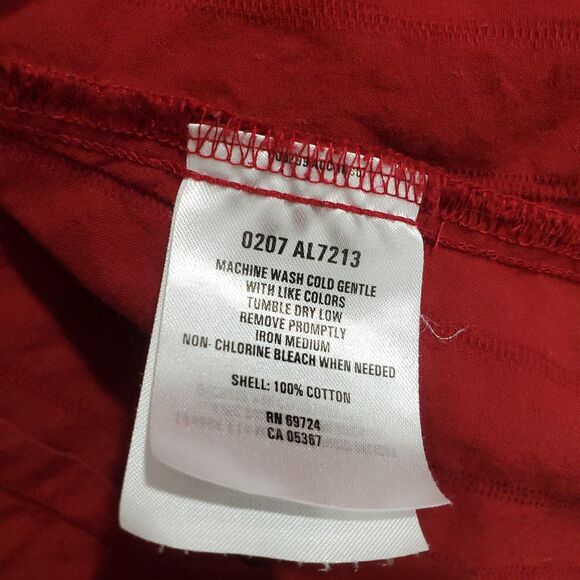 0207 AL7213
MACHINE WASH COLD GENTLE
WITH LIKE COLORS
TUMBLE DRY LOW
REMOVE PROMPTLY
IRON MEDIUM
NON- CHLORINE BLEACH WHEN NEEDED
SHELL: 100% COTTON
RN 69724
CA 05367